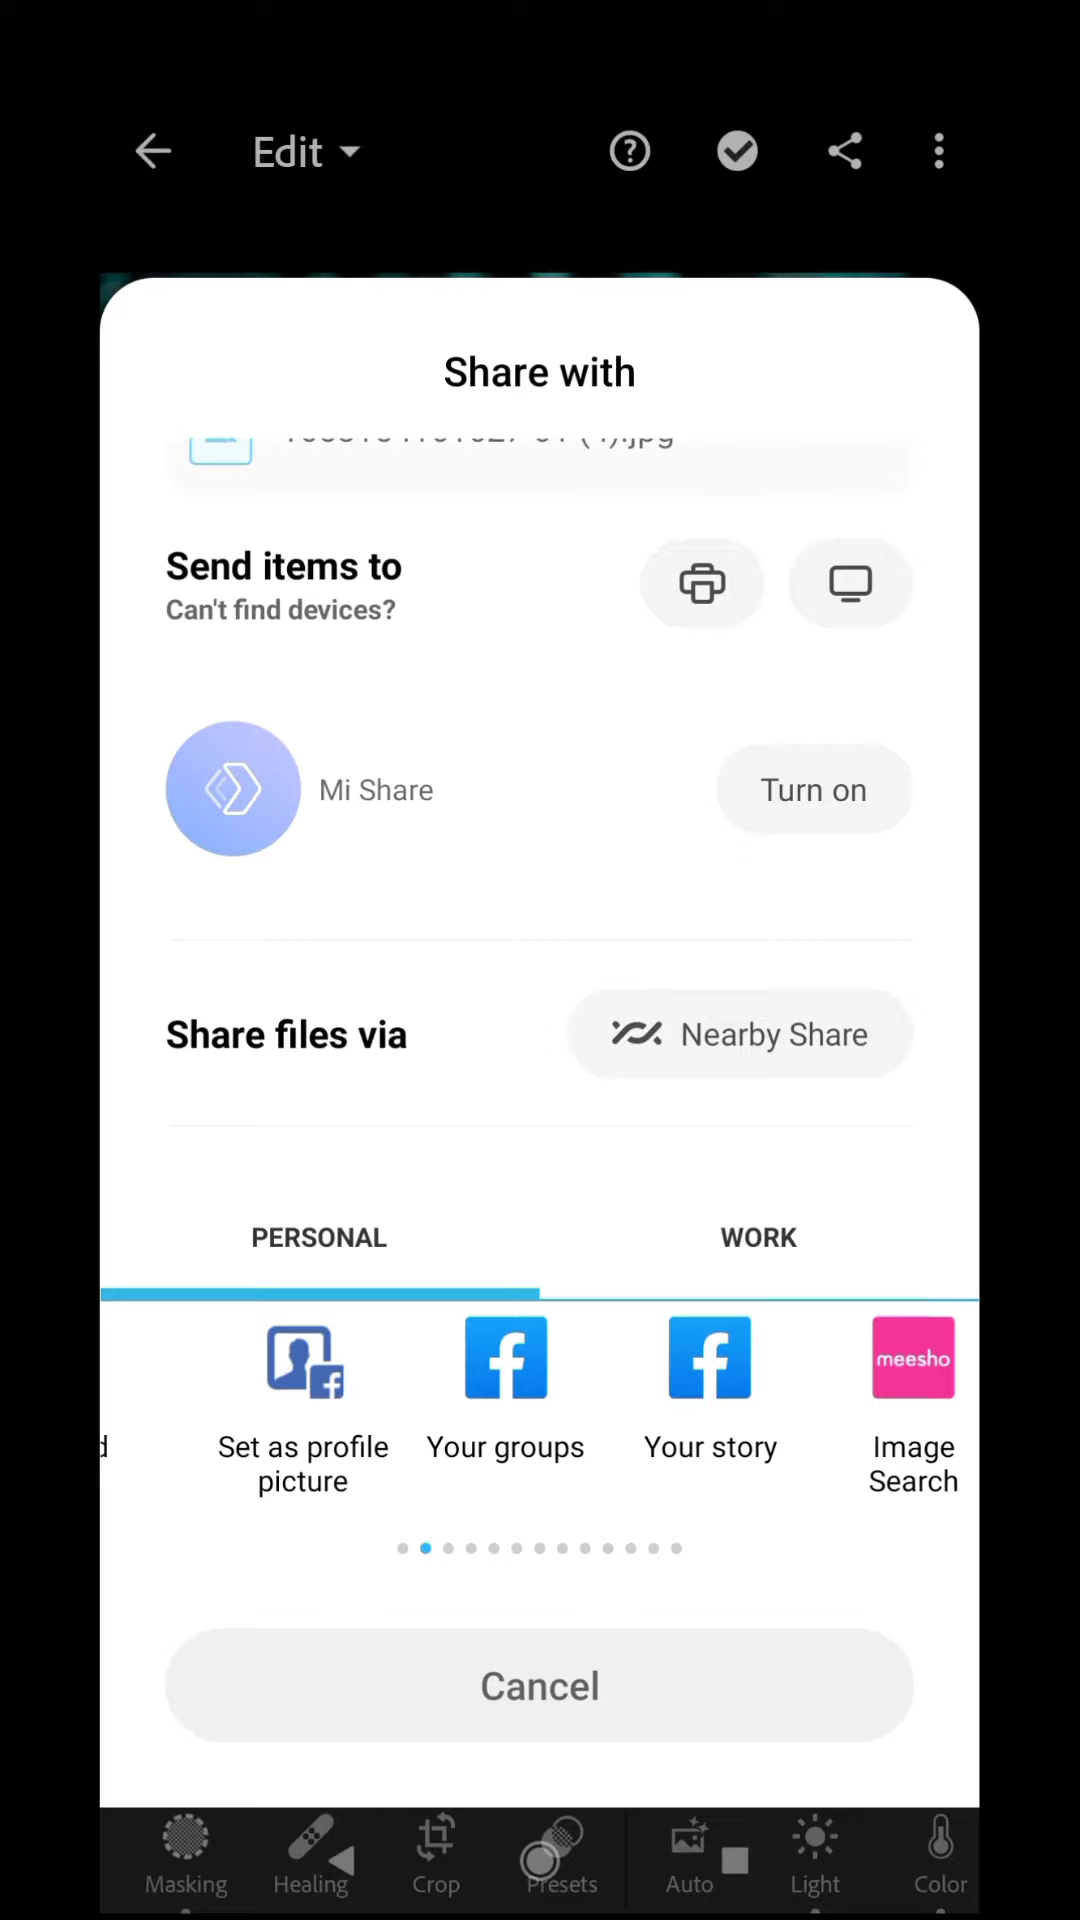 Edit
Share with
Send items to
Can't find devices?
Mi Share
Turn on
Share files via
Nearby Share
PERSONAL
WORK
meesho
d
Set as profile
picture
Your groups
Your story
Image
Search
Cancel
Masking
Healing
Crop
Presets
Auto
Light
Color